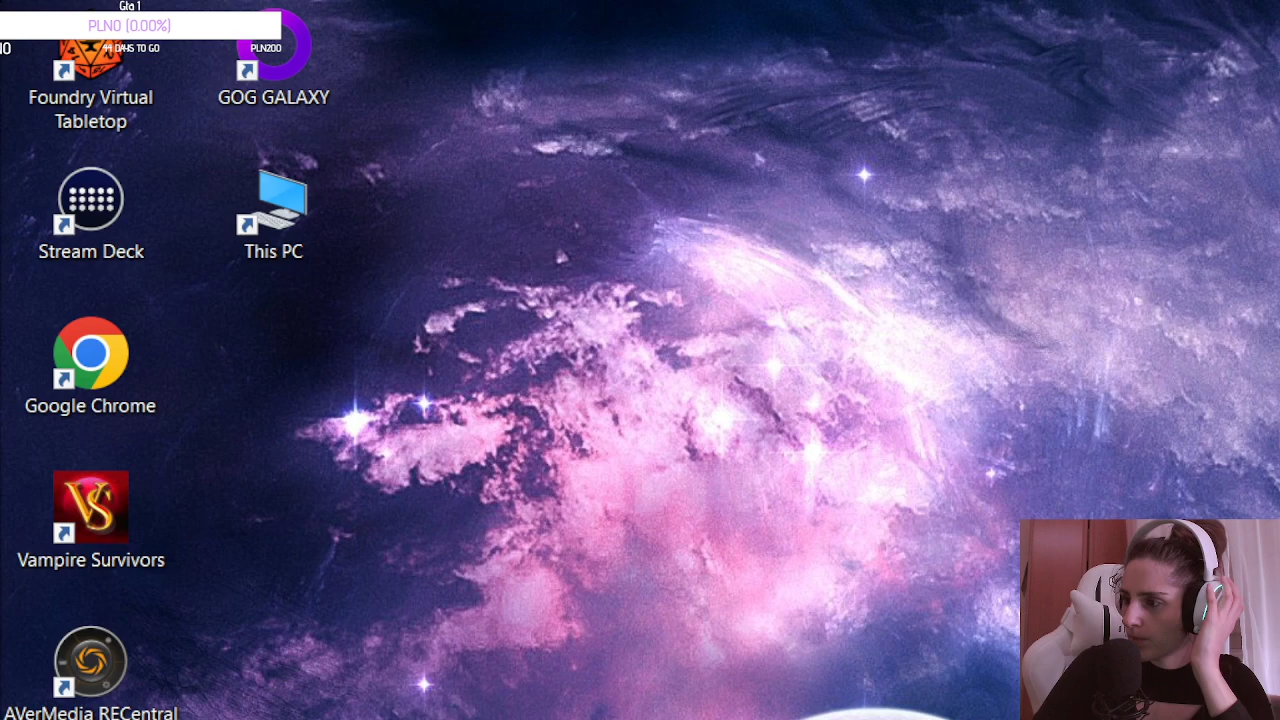 Gta 1
PLN0 (0.00%)
44 DAYS TO GO
PLN200
Foundry Virtual
Tabletop
GOG GALAXY
Stream Deck
This PC
Google Chrome
VS
Vampire Survivors
AVerMedia RECentral